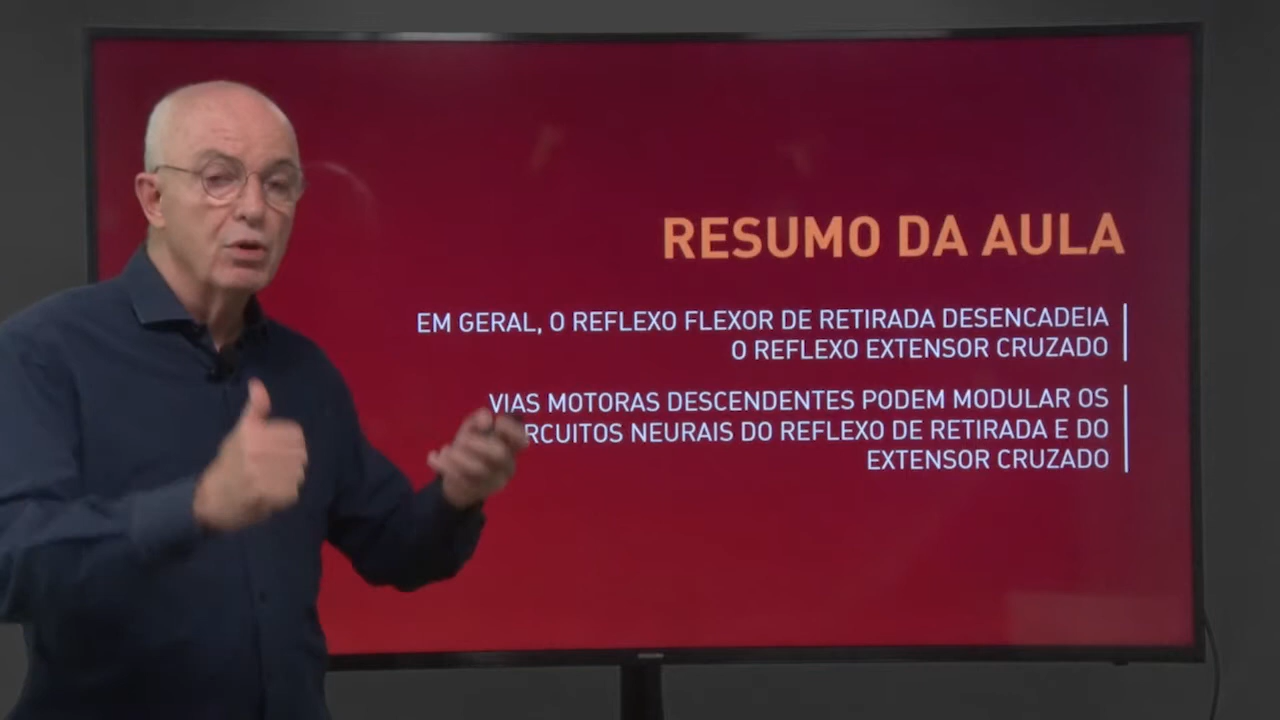 RESUMO DA AULA
EM GERAL, O REFLEXO FLEXOR DE RETIRADA DESENCADEIA
O REFLEXO EXTENSOR CRUZADO
VIAS MOTORAS DESCENDENTES PODEM MODULAR OS
RCUITOS NEURAIS DO REFLEXO DE RETIRADA E DO
EXTENSOR CRUZADO